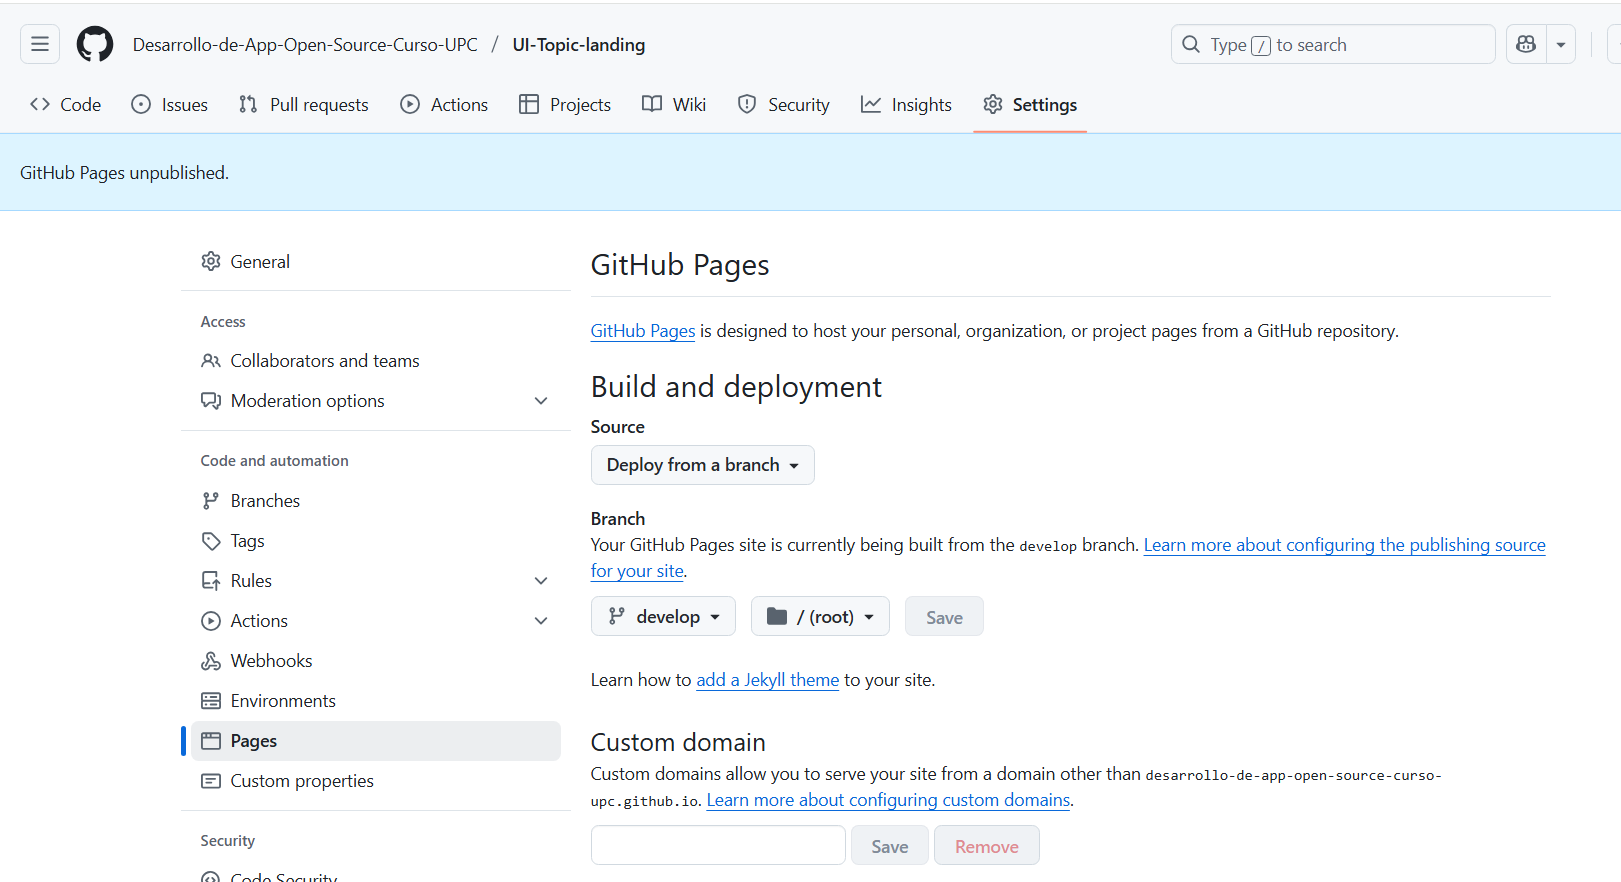 Desarrollo-de-App-Open-Source-Curso-UPC / UI-Topic-landing
Type / to search
Code
Issues
Pull requests
Actions
Projects
Wiki
Security
Insights
Settings
GitHub Pages unpublished.
General
Access
Collaborators and teams
Moderation options
Code and automation
Branches
Tags
Rules
Actions
Webhooks
Environments
Pages
Custom properties
Security
Code Security
GitHub Pages
GitHub Pages is designed to host your personal, organization, or project pages from a GitHub repository.
Build and deployment
Source
Deploy from a branch
Branch
Your GitHub Pages site is currently being built from the develop branch. Learn more about configuring the publishing source
for your site.
develop
/ (root)
Save
Learn how to add a Jekyll theme to your site.
Custom domain
Custom domains allow you to serve your site from a domain other than desarrollo-de-app-open-source-curso-
upc.github.io. Learn more about configuring custom domains.
Save
Remove